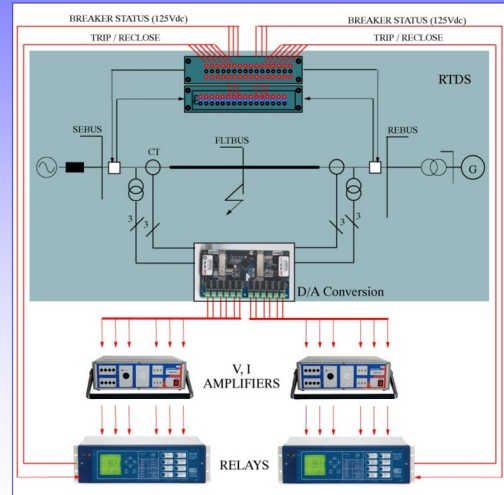 BREAKER STATUS (125Vdc)
BREAKER STATUS (125Vdc)
TRIP / RECLOSE
TRIP / RECLOSE
RTDS
SEBUS
CT
FLTBUS
REBUS
G
3
3
3
3
D/A Conversion
V, I
AMPLIFIERS
RELAYS